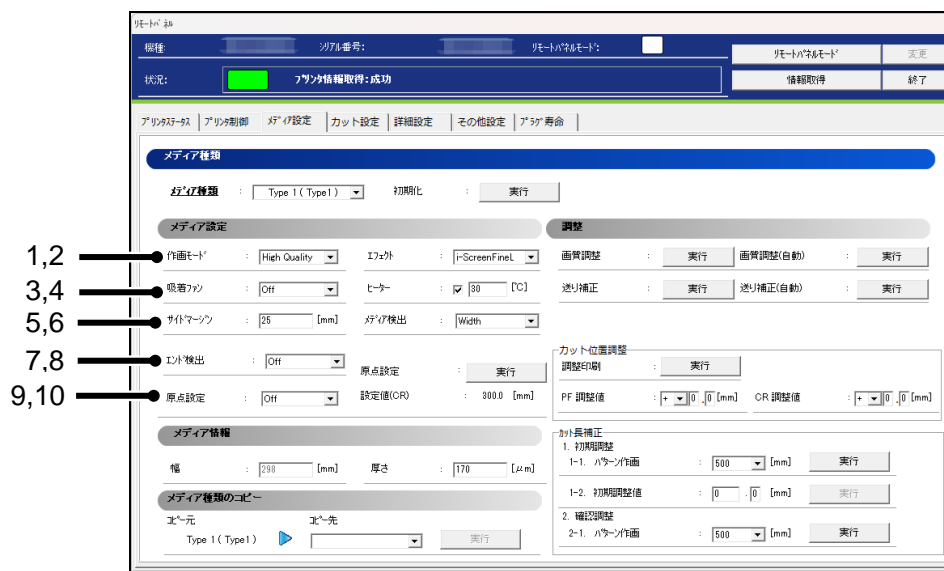 リモートパネル
機種:
シリアル番号:
リモートパネルモード:
リモートパネルモード
変更
状況:
プリンタ情報取得:成功
情報取得
終了
プリンタステータス
プリンタ制御
メディア設定
カット設定
詳細設定
その他設定
プラグ寿命
メディア種類
メディア種類 : Type 1 ( Type1 ) 初期化 : 実行
メディア設定
1,2 作画モード : High Quality エフェクト : i-ScreenFineL
3,4 吸着ファン : Off ヒーター : 30 [℃]
5,6 サイドマージン : 25 [mm] メディア検出 : Width
7,8 エンド検出 : Off 原点設定 : 実行
9,10 原点設定 : Off 設定値(CR) : 300.0 [mm]
メディア情報
幅 : 298 [mm] 厚さ : 170 [μm]
メディア種類のコピー
コピー元 コピー先
Type 1 ( Type1 ) 実行
調整
画質調整 : 実行 画質調整(自動) : 実行
送り補正 : 実行 送り補正(自動) : 実行
カット位置調整
調整印刷 : 実行
PF 調整値 : + 0 .0 [mm] CR 調整値 : + 0 .0 [mm]
カット長補正
1. 初期調整
1-1. パターン作画 : 500 [mm] 実行
1-2. 初期調整値 : 0 .0 [mm] 実行
2. 確認調整
2-1. パターン作画 : 500 [mm] 実行